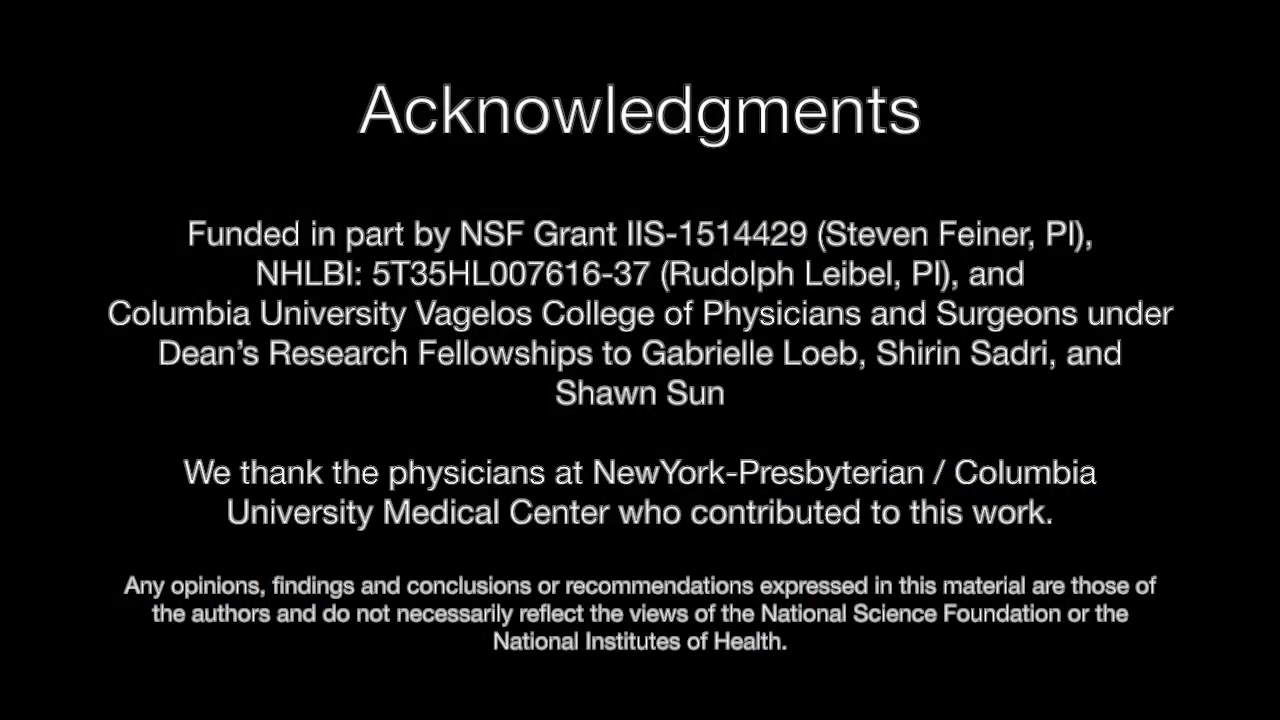 Acknowledgments
Funded in part by NSF Grant IIS-1514429 (Steven Feiner, PI),
NHLBI: 5T35HL007616-37 (Rudolph Leibel, PI), and
Columbia University Vagelos College of Physicians and Surgeons under
Dean’s Research Fellowships to Gabrielle Loeb, Shirin Sadri, and
Shawn Sun
We thank the physicians at NewYork-Presbyterian / Columbia
University Medical Center who contributed to this work.
Any opinions, findings and conclusions or recommendations expressed in this material are those of
the authors and do not necessarily reflect the views of the National Science Foundation or the
National Institutes of Health.